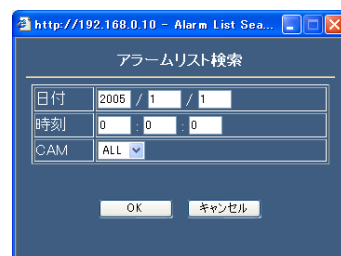 http://192.168.0.10 - Alarm List Sea...
アラームリスト検索
日付 2005 / 1 / 1
時刻 0 : 0 : 0
CAM ALL
OK キャンセル